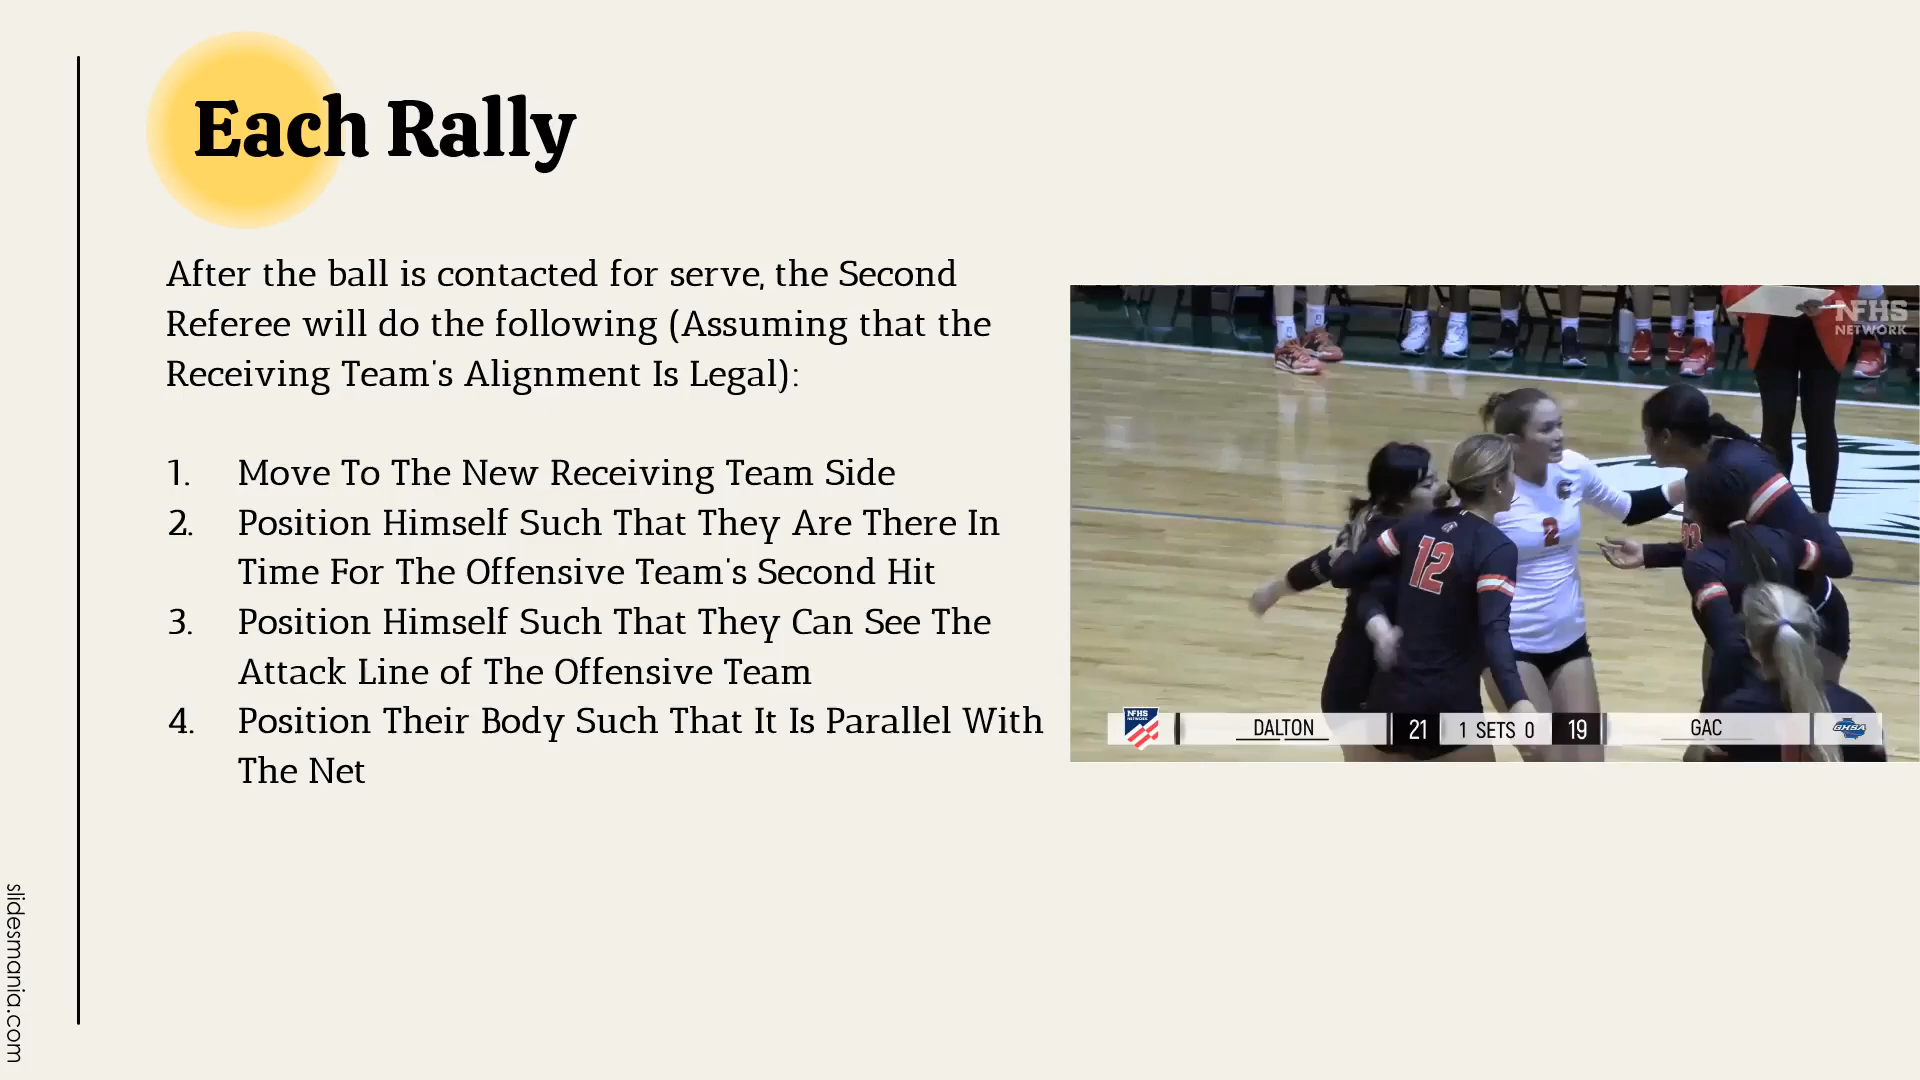 Each Rally
After the ball is contacted for serve, the Second
Referee will do the following (Assuming that the
Receiving Team's Alignment Is Legal):
1. Move To The New Receiving Team Side
2. Position Himself Such That They Are There In
Time For The Offensive Team's Second Hit
3. Position Himself Such That They Can See The
Attack Line of The Offensive Team
4. Position Their Body Such That It Is Parallel With
The Net
NFHS
NETWORK
2
12
NFHS
NETWORK
DALTON 21 1 SETS 0 19 GAC
GHSA
slidesmania.com